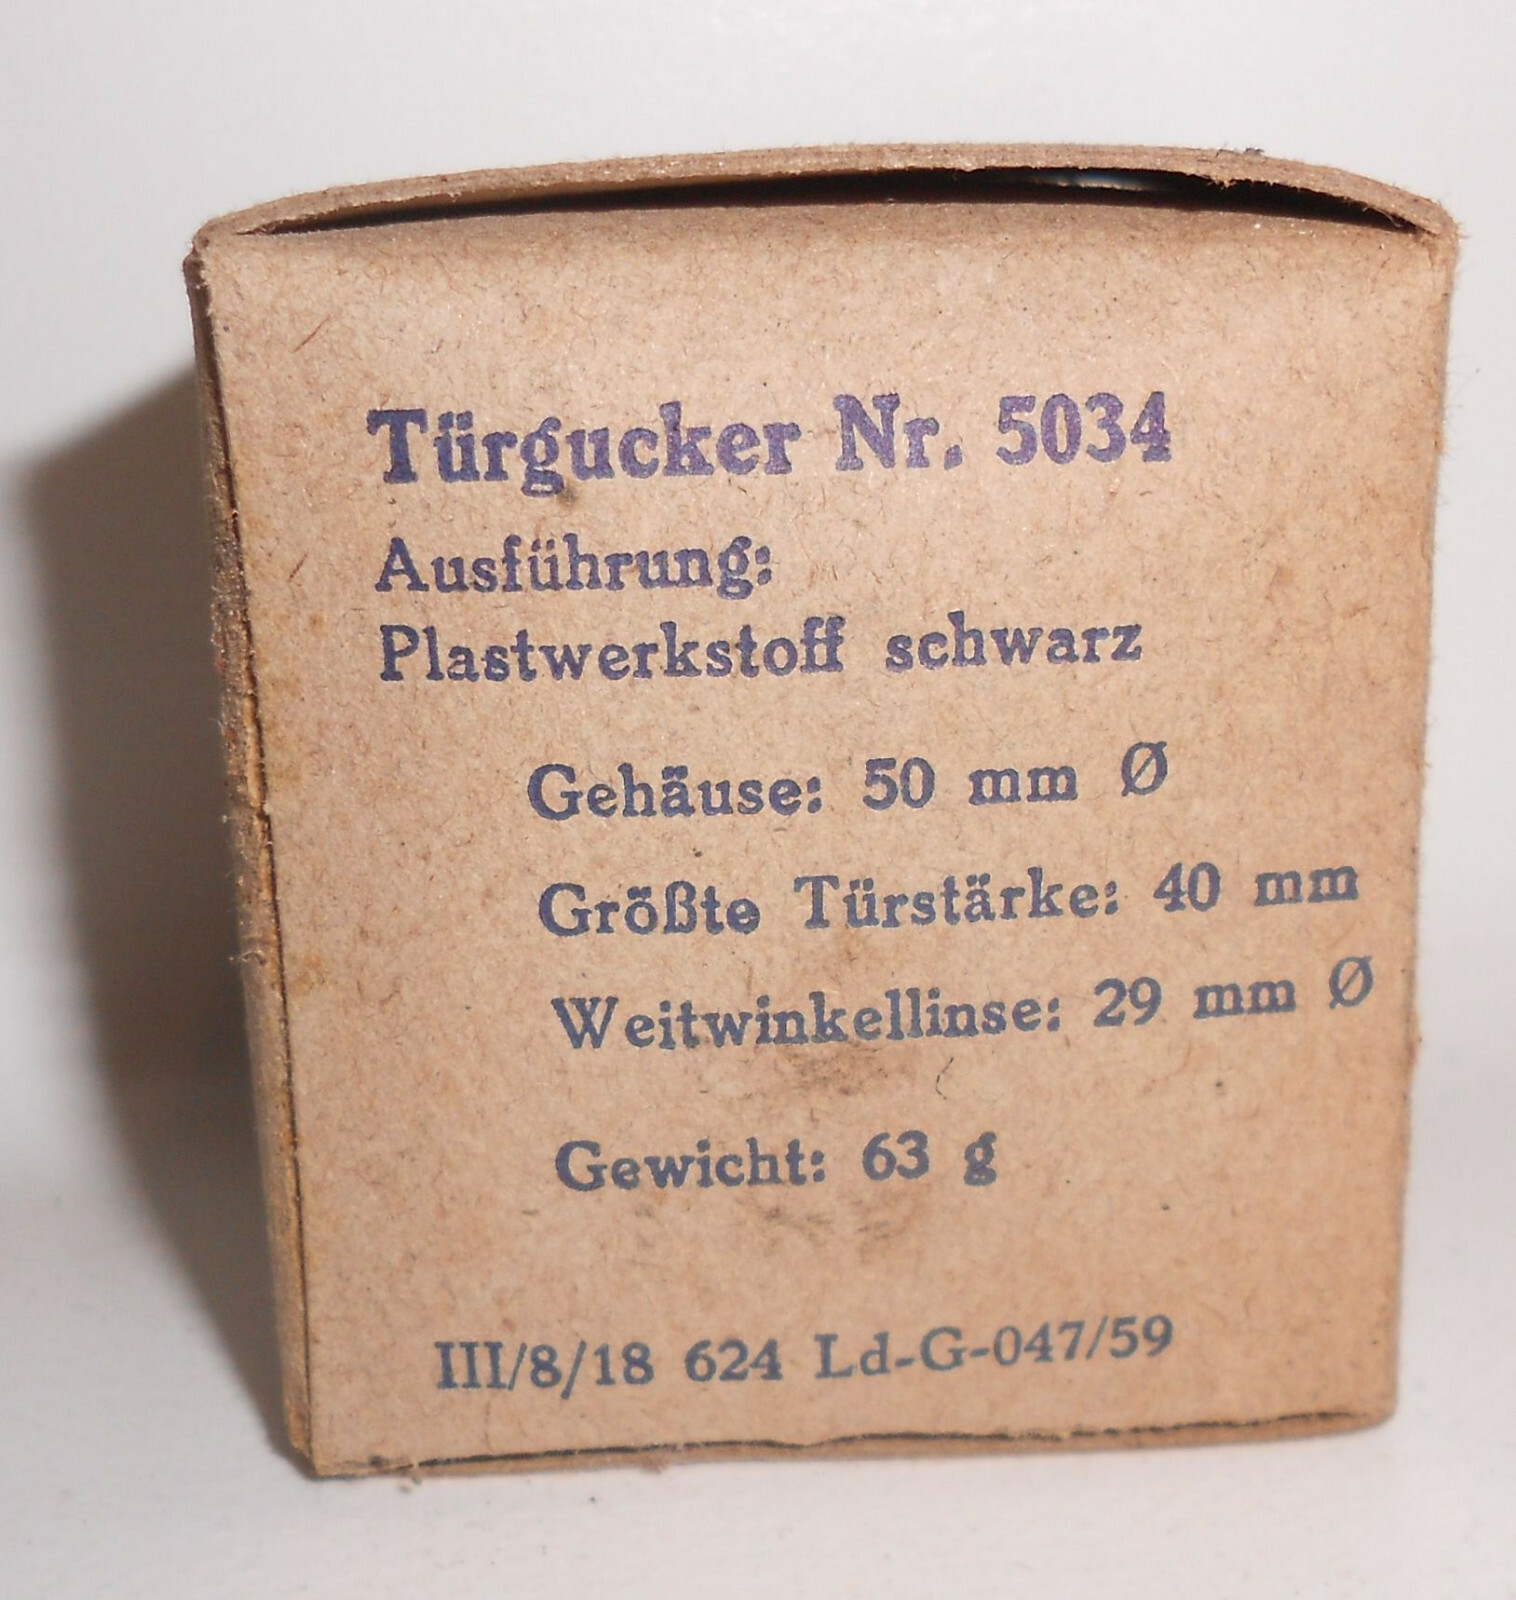 Türgucker Nr. 5034
Ausführung:
Plastwerkstoff schwarz
Gehäuse: 50 mm Ø
Größte Türstärke: 40 mm
Weitwinkellinse: 29 mm Ø
Gewicht: 63 g
III/8/18 624 Ld-G-047/59